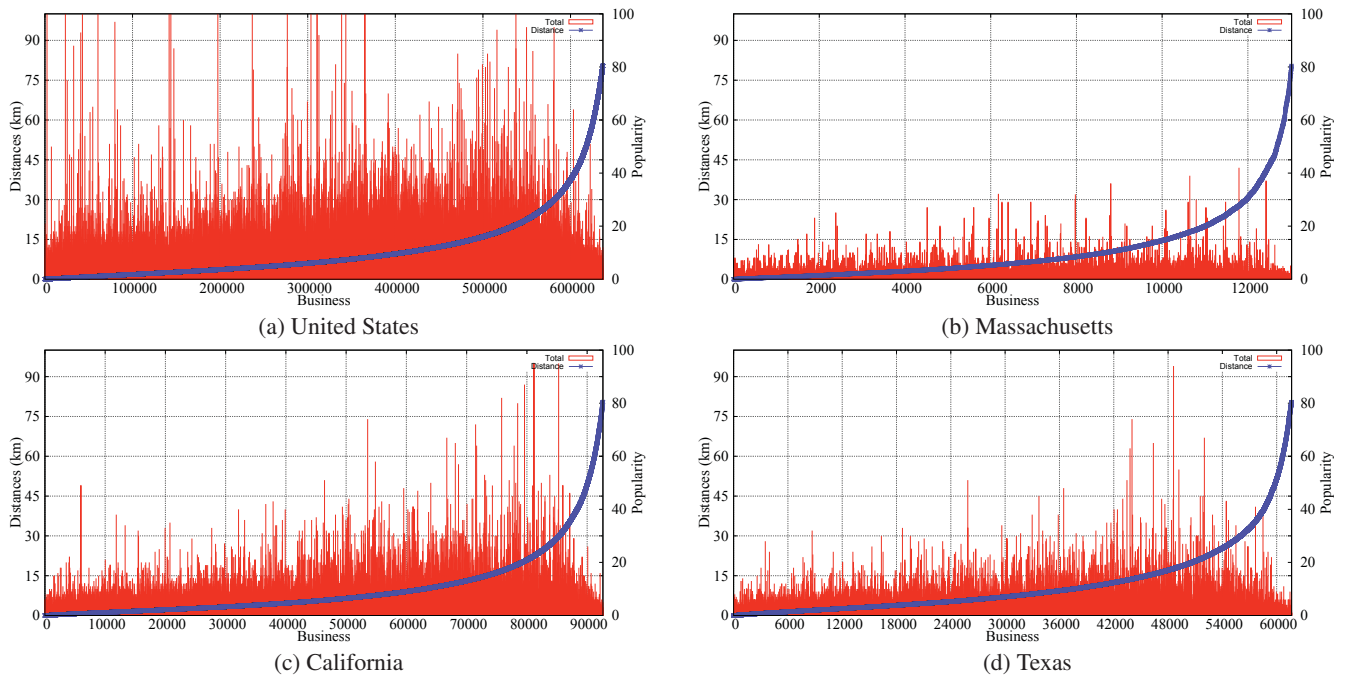 Total
Distance
Distances (km)
90
75
60
45
30
15
0
100
80
60
40
20
0
Popularity
0 100000 200000 300000 400000 500000 600000
Business
(a) United States
Total
Distance
Distances (km)
90
75
60
45
30
15
0
100
80
60
40
20
0
Popularity
0 2000 4000 6000 8000 10000 12000
Business
(b) Massachusetts
Total
Distance
Distances (km)
90
75
60
45
30
15
0
100
80
60
40
20
0
Popularity
0 10000 20000 30000 40000 50000 60000 70000 80000 90000
Business
(c) California
Total
Distance
Distances (km)
90
75
60
45
30
15
0
100
80
60
40
20
0
Popularity
0 6000 12000 18000 24000 30000 36000 42000 48000 54000 60000
Business
(d) Texas